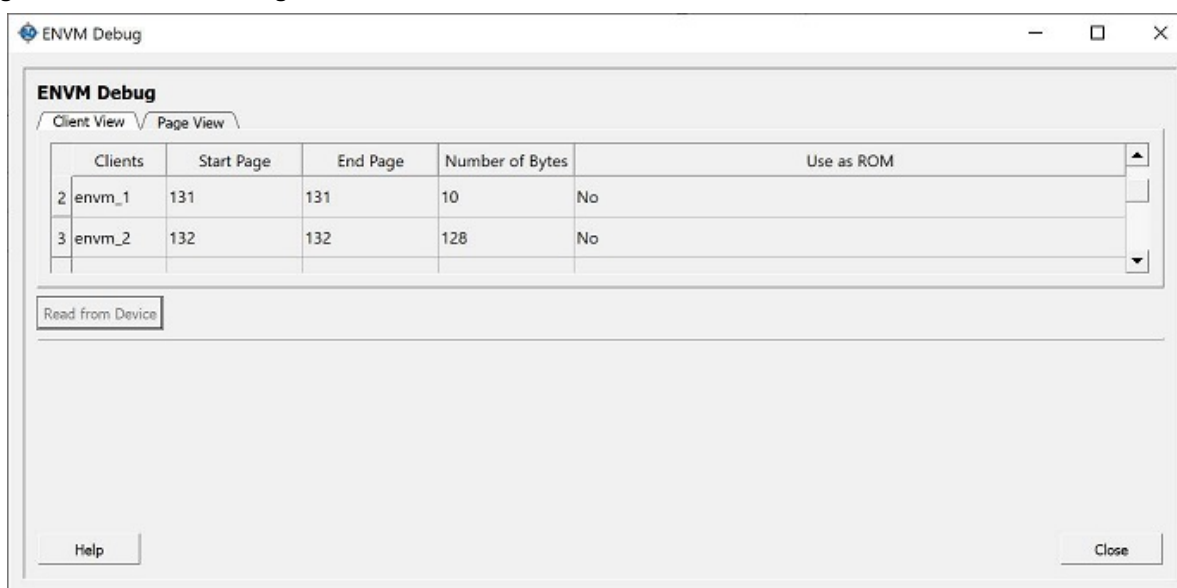 ENVM Debug
ENVM Debug
Client View Page View
Clients Start Page End Page Number of Bytes Use as ROM
2 envm_1 131 131 10 No
3 envm_2 132 132 128 No
Read from Device
Help Close